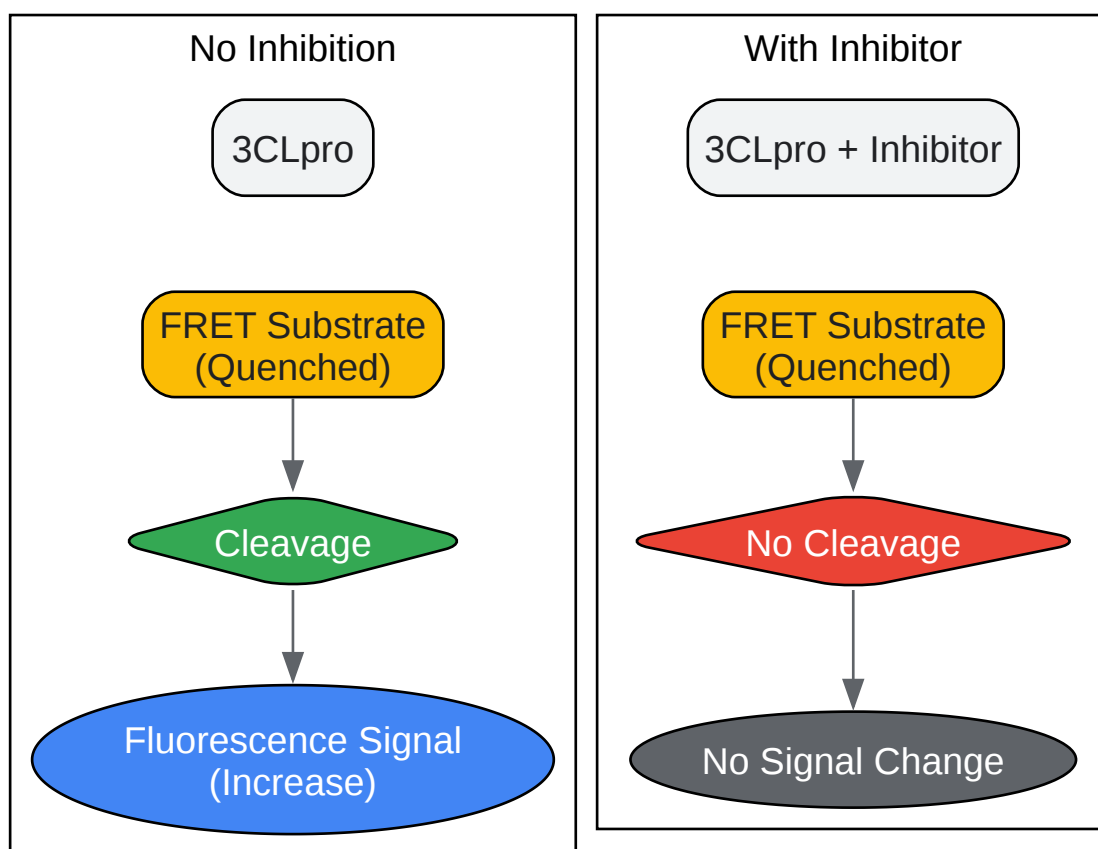 No Inhibition
3CLpro
FRET Substrate
(Quenched)
Cleavage
Fluorescence Signal
(Increase)
With Inhibitor
3CLpro + Inhibitor
FRET Substrate
(Quenched)
No Cleavage
No Signal Change